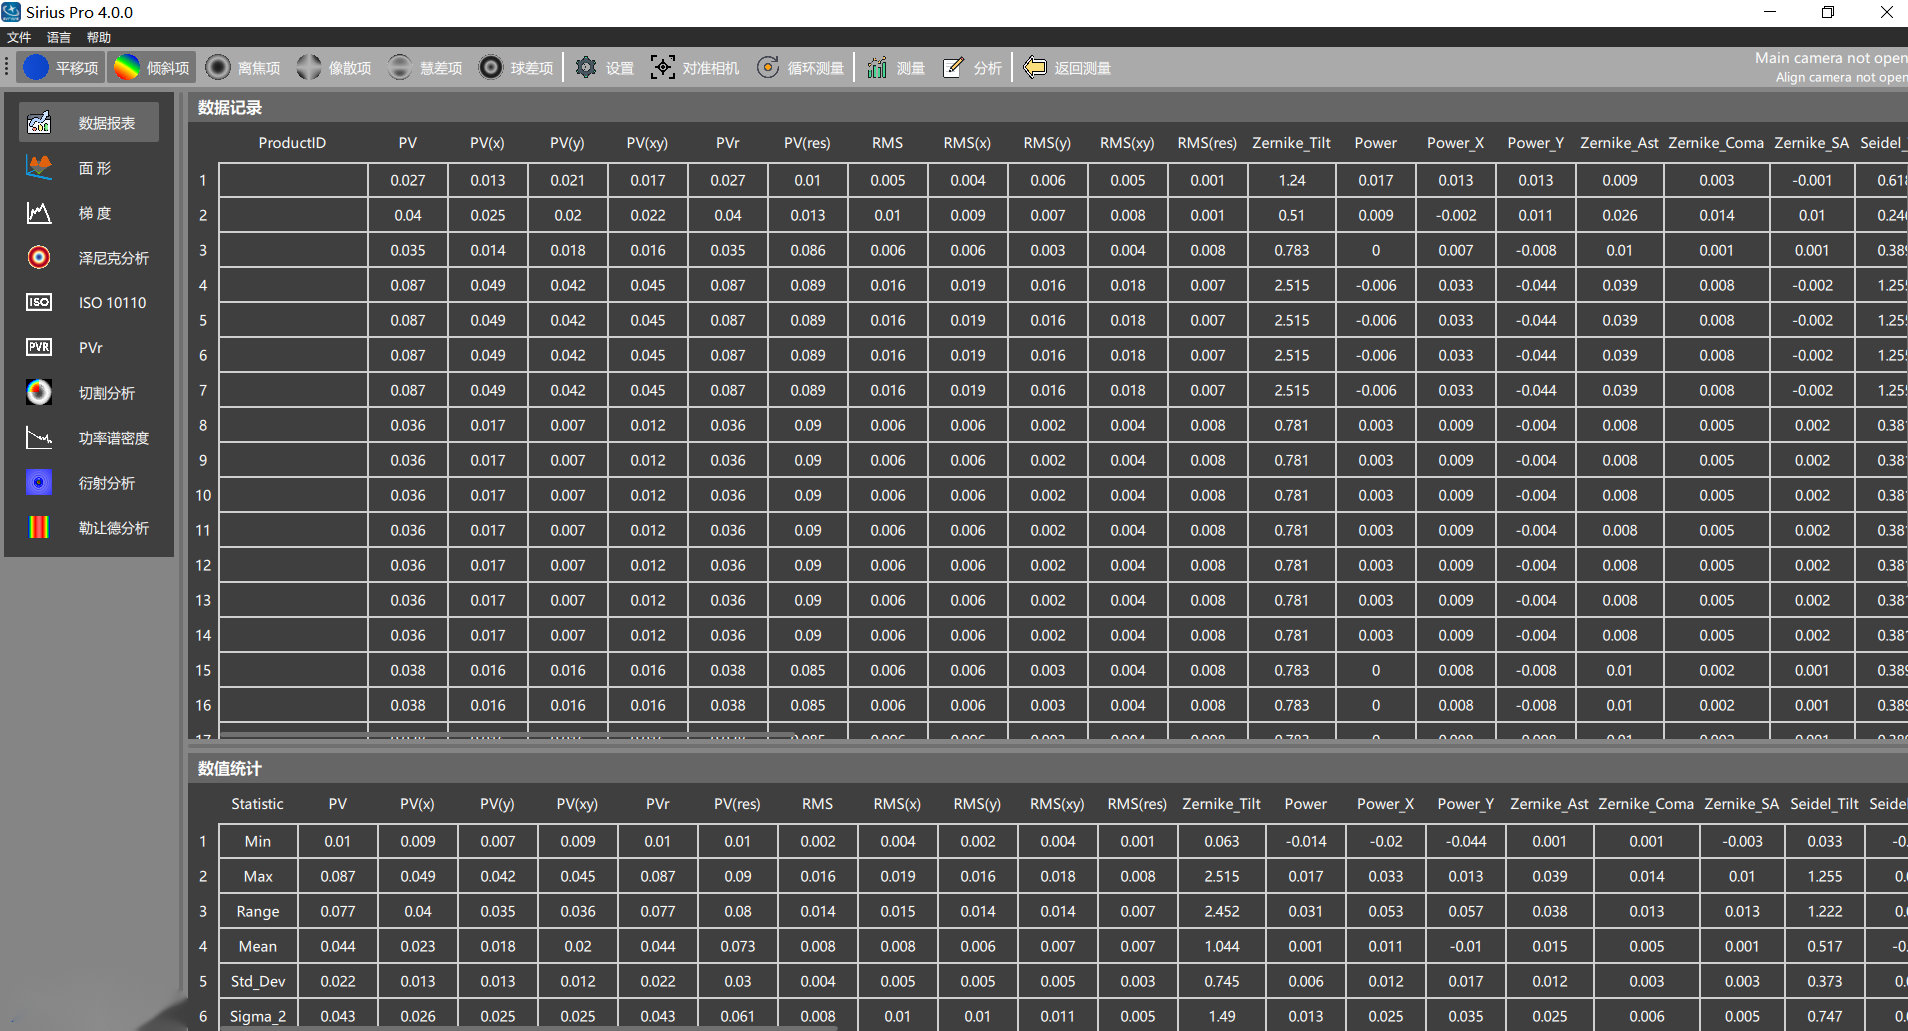 Sirius Pro 4.0.0
文件 语言 帮助
平移项 倾斜项 离焦项 像散项 慧差项 球差项 设置 对准相机 循环测量 测量 分析 返回测量
Main camera not open
Align camera not open
数据报表
面 形
梯 度
泽尼克分析
ISO ISO 10110
PVR PVr
切割分析
功率谱密度
衍射分析
勒让德分析
数据记录
ProductID PV PV(x) PV(y) PV(xy) PVr PV(res) RMS RMS(x) RMS(y) RMS(xy) RMS(res) Zernike_Tilt Power Power_X Power_Y Zernike_Ast Zernike_Coma Zernike_SA Seidel_
1 0.027 0.013 0.021 0.017 0.027 0.01 0.005 0.004 0.006 0.005 0.001 1.24 0.017 0.013 0.013 0.009 0.003 -0.001 0.618
2 0.04 0.025 0.02 0.022 0.04 0.013 0.01 0.009 0.007 0.008 0.001 0.51 0.009 -0.002 0.011 0.026 0.014 0.01 0.246
3 0.035 0.014 0.018 0.016 0.035 0.086 0.006 0.006 0.003 0.004 0.008 0.783 0 0.007 -0.008 0.01 0.001 0.001 0.389
4 0.087 0.049 0.042 0.045 0.087 0.089 0.016 0.019 0.016 0.018 0.007 2.515 -0.006 0.033 -0.044 0.039 0.008 -0.002 1.255
5 0.087 0.049 0.042 0.045 0.087 0.089 0.016 0.019 0.016 0.018 0.007 2.515 -0.006 0.033 -0.044 0.039 0.008 -0.002 1.255
6 0.087 0.049 0.042 0.045 0.087 0.089 0.016 0.019 0.016 0.018 0.007 2.515 -0.006 0.033 -0.044 0.039 0.008 -0.002 1.255
7 0.087 0.049 0.042 0.045 0.087 0.089 0.016 0.019 0.016 0.018 0.007 2.515 -0.006 0.033 -0.044 0.039 0.008 -0.002 1.255
8 0.036 0.017 0.007 0.012 0.036 0.09 0.006 0.006 0.002 0.004 0.008 0.781 0.003 0.009 -0.004 0.008 0.005 0.002 0.381
9 0.036 0.017 0.007 0.012 0.036 0.09 0.006 0.006 0.002 0.004 0.008 0.781 0.003 0.009 -0.004 0.008 0.005 0.002 0.381
10 0.036 0.017 0.007 0.012 0.036 0.09 0.006 0.006 0.002 0.004 0.008 0.781 0.003 0.009 -0.004 0.008 0.005 0.002 0.381
11 0.036 0.017 0.007 0.012 0.036 0.09 0.006 0.006 0.002 0.004 0.008 0.781 0.003 0.009 -0.004 0.008 0.005 0.002 0.381
12 0.036 0.017 0.007 0.012 0.036 0.09 0.006 0.006 0.002 0.004 0.008 0.781 0.003 0.009 -0.004 0.008 0.005 0.002 0.381
13 0.036 0.017 0.007 0.012 0.036 0.09 0.006 0.006 0.002 0.004 0.008 0.781 0.003 0.009 -0.004 0.008 0.005 0.002 0.381
14 0.036 0.017 0.007 0.012 0.036 0.09 0.006 0.006 0.002 0.004 0.008 0.781 0.003 0.009 -0.004 0.008 0.005 0.002 0.381
15 0.038 0.016 0.016 0.016 0.038 0.085 0.006 0.006 0.003 0.004 0.008 0.783 0 0.008 -0.008 0.01 0.002 0.001 0.389
16 0.038 0.016 0.016 0.016 0.038 0.085 0.006 0.006 0.003 0.004 0.008 0.783 0 0.008 -0.008 0.01 0.002 0.001 0.389
数值统计
Statistic PV PV(x) PV(y) PV(xy) PVr PV(res) RMS RMS(x) RMS(y) RMS(xy) RMS(res) Zernike_Tilt Power Power_X Power_Y Zernike_Ast Zernike_Coma Zernike_SA Seidel_Tilt Seide
1 Min 0.01 0.009 0.007 0.009 0.01 0.01 0.002 0.004 0.002 0.004 0.001 0.063 -0.014 -0.02 -0.044 0.001 0.001 -0.003 0.033 -0.
2 Max 0.087 0.049 0.042 0.045 0.087 0.09 0.016 0.019 0.016 0.018 0.008 2.515 0.017 0.033 0.013 0.039 0.014 0.01 1.255 0.
3 Range 0.077 0.04 0.035 0.036 0.077 0.08 0.014 0.015 0.014 0.014 0.007 2.452 0.031 0.053 0.057 0.038 0.013 0.013 1.222 0.
4 Mean 0.044 0.023 0.018 0.02 0.044 0.073 0.008 0.008 0.006 0.007 0.007 1.044 0.001 0.011 -0.01 0.015 0.005 0.001 0.517 -0.
5 Std_Dev 0.022 0.013 0.013 0.012 0.022 0.03 0.004 0.005 0.005 0.005 0.003 0.745 0.006 0.012 0.017 0.012 0.003 0.003 0.373 0.
6 Sigma_2 0.043 0.026 0.025 0.025 0.043 0.061 0.008 0.01 0.01 0.011 0.005 1.49 0.013 0.025 0.035 0.025 0.006 0.005 0.747 0.